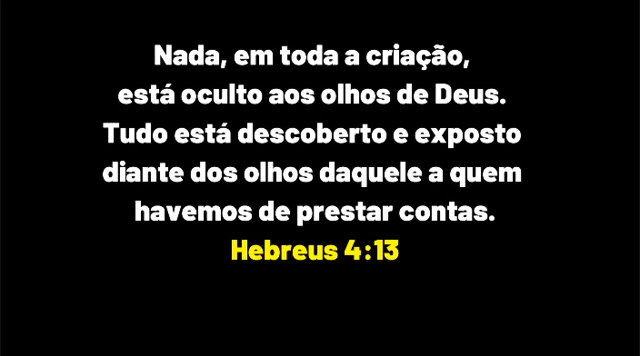 Nada, em toda a criação,
está oculto aos olhos de Deus.
Tudo está descoberto e exposto
diante dos olhos daquele a quem
havemos de prestar contas.
Hebreus 4:13